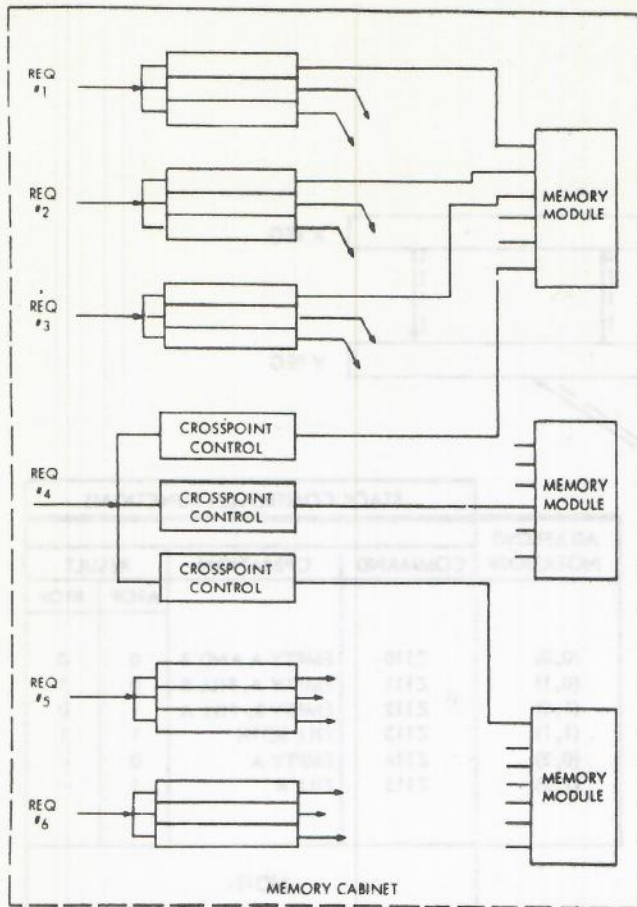 REQ
#1
MEMORY
MODULE
REQ
#2
REQ
#3
CROSSPOINT
CONTROL
REQ
#4
CROSSPOINT
CONTROL
MEMORY
MODULE
CROSSPOINT
CONTROL
REQ
#5
MEMORY
MODULE
REQ
#6
MEMORY CABINET